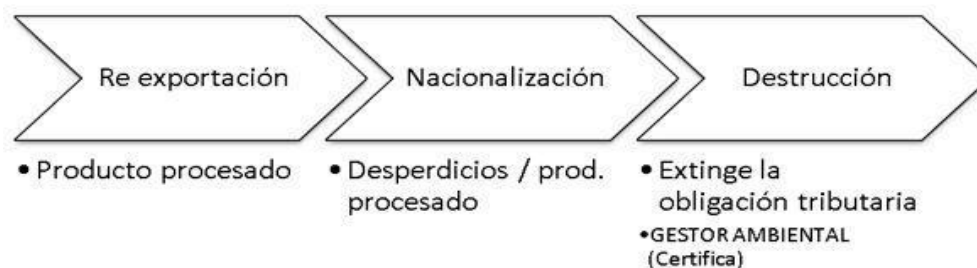 Re exportación
• Producto procesado
Nacionalización
• Desperdicios / prod.
procesado
Destrucción
• Extinge la
obligación tributaria
•GESTOR AMBIENTAL
(Certifica)